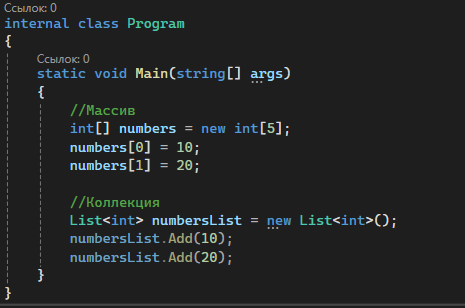 Ссылок: 0
internal class Program
{
Ссылок: 0
static void Main(string[] args)
{
//Массив
int[] numbers = new int[5];
numbers[0] = 10;
numbers[1] = 20;
//Коллекция
List<int> numbersList = new List<int>();
numbersList.Add(10);
numbersList.Add(20);
}
}